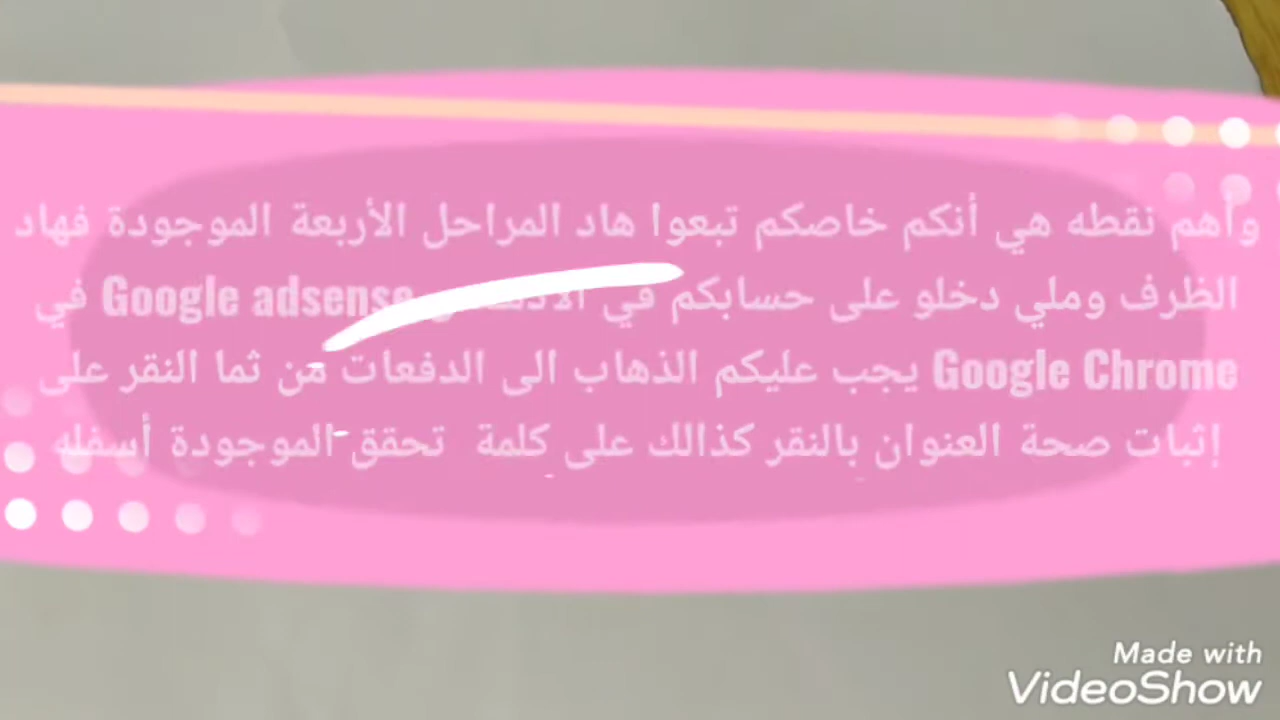 وأهم نقطه هي أنكم خاصكم تبعوا هاد المراحل الأربعة الموجودة فهاد
الظرف وملي دخلو على حسابكم في Google adsense في
Google Chrome يجب عليكم الذهاب الى الدفعات من ثما النقر على
إثبات صحة العنوان بالنقر كذالك على كلمة تحقق الموجودة أسفله
Made with
VideoShow